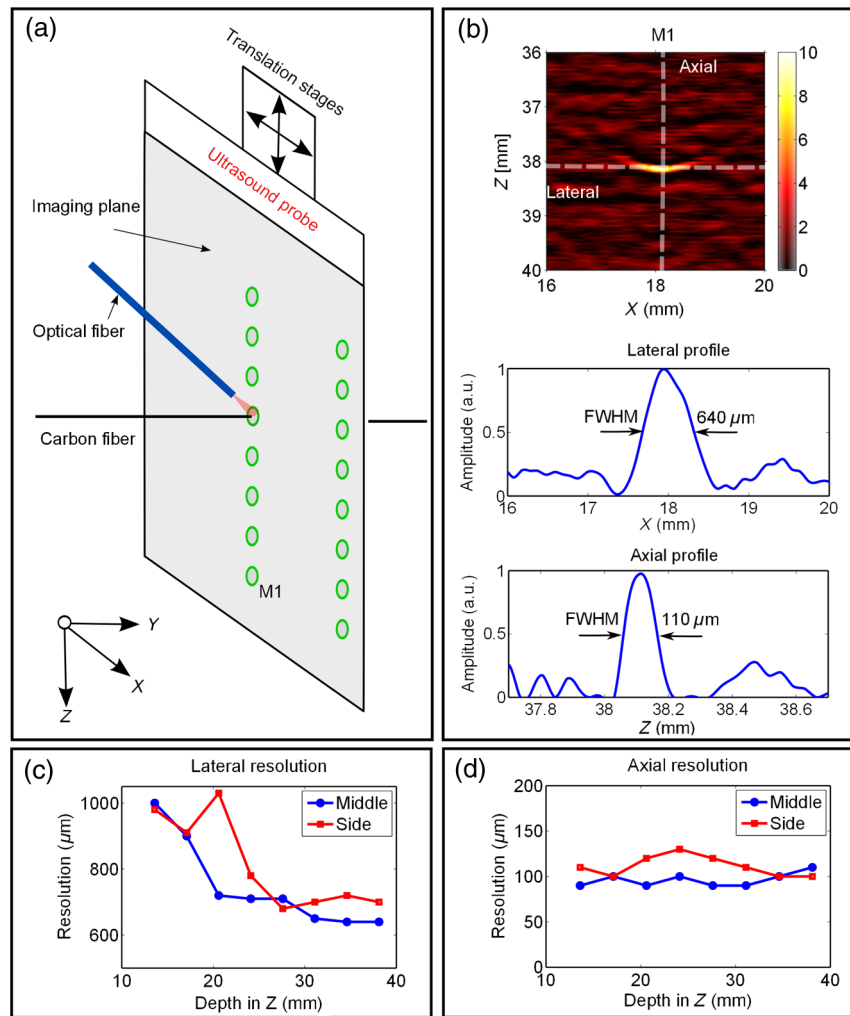 (a)
Translation stages
Ultrasound probe
Imaging plane
Optical fiber
Carbon fiber
M1
Y
X
Z
(b)
M1
36
37
38
39
40
Z [mm]
Axial
Lateral
16
18
20
X (mm)
10
8
6
4
2
0
Lateral profile
1
0.5
0
Amplitude (a.u.)
FWHM
640 µm
16
17
18
19
20
X (mm)
Axial profile
1
0.5
0
Amplitude (a.u.)
FWHM
110 µm
37.8
38
38.2
38.4
38.6
Z (mm)
(c)
Lateral resolution
1000
800
600
Resolution (µm)
Middle
Side
10
20
30
40
Depth in Z (mm)
(d)
Axial resolution
200
150
100
50
0
Resolution (µm)
Middle
Side
10
20
30
40
Depth in Z (mm)